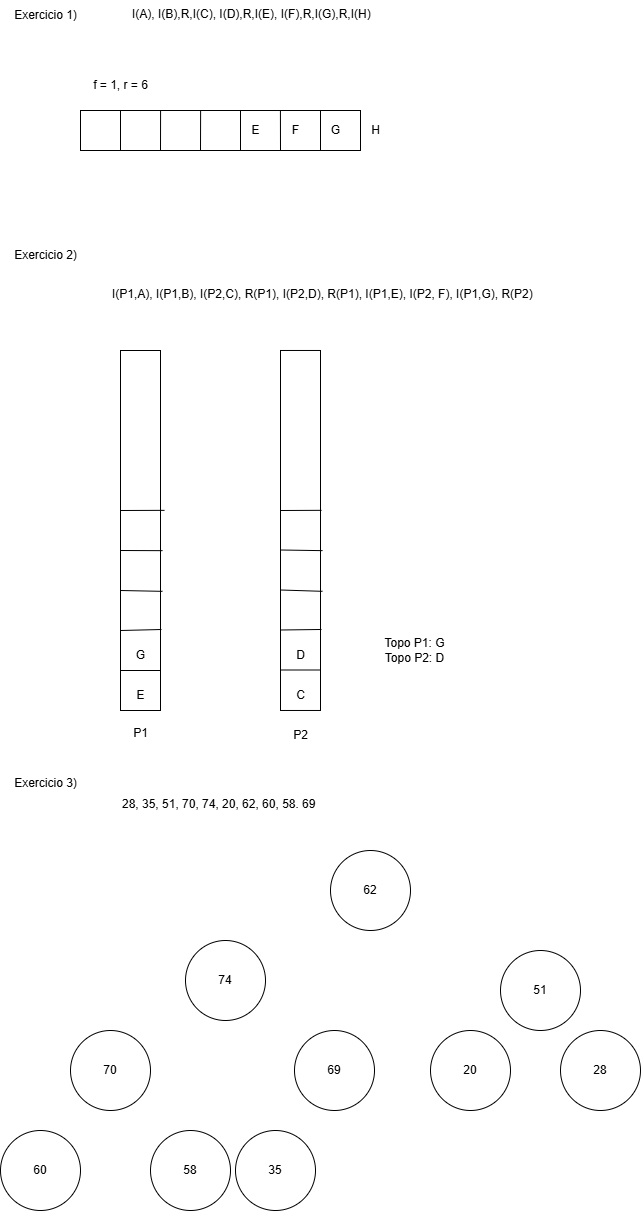 Exercicio 1)
I(A), I(B),R,I(C), I(D),R,I(E), I(F),R,I(G),R,I(H)
f = 1, r = 6
E F G H
Exercicio 2)
I(P1,A), I(P1,B), I(P2,C), R(P1), I(P2,D), R(P1), I(P1,E), I(P2, F), I(P1,G), R(P2)
G D
Topo P1: G
Topo P2: D
E C
P1 P2
Exercicio 3)
28, 35, 51, 70, 74, 20, 62, 60, 58. 69
62
74 51
70 69 20 28
60 58 35